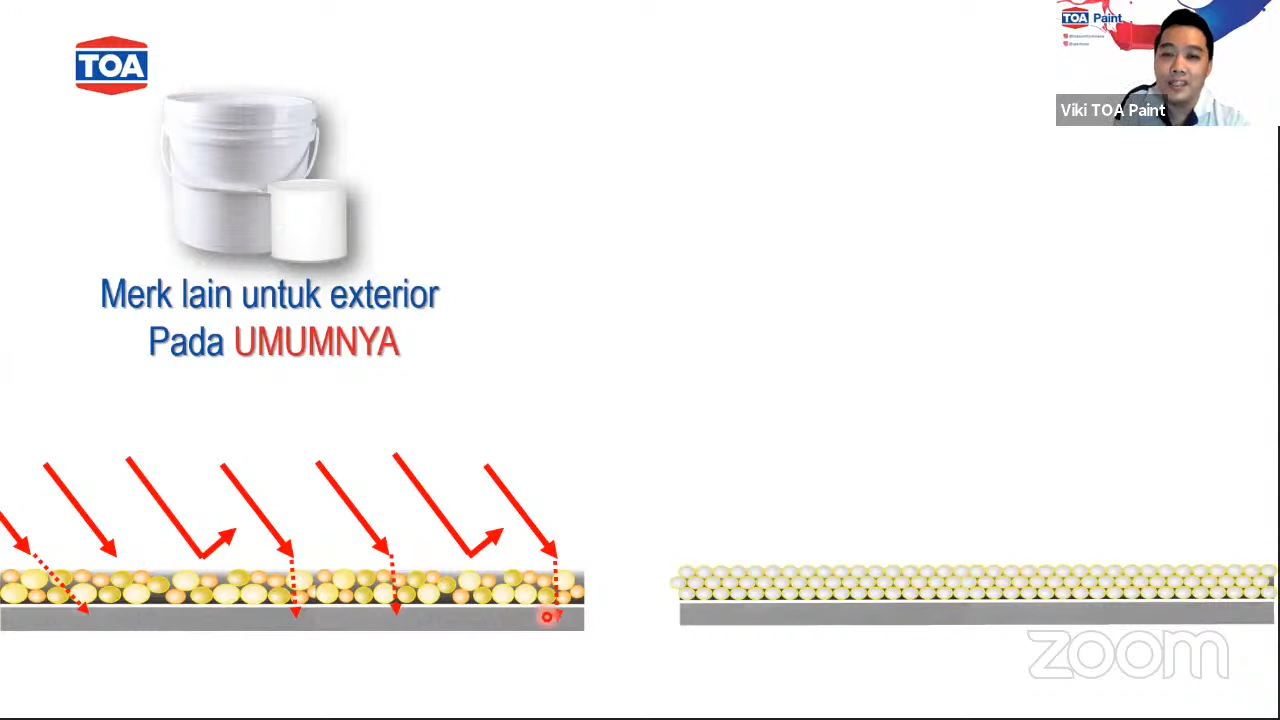 TOA
TOA Paint
Viki TOA Paint
Merk lain untuk exterior
Pada UMUMNYA
zoom